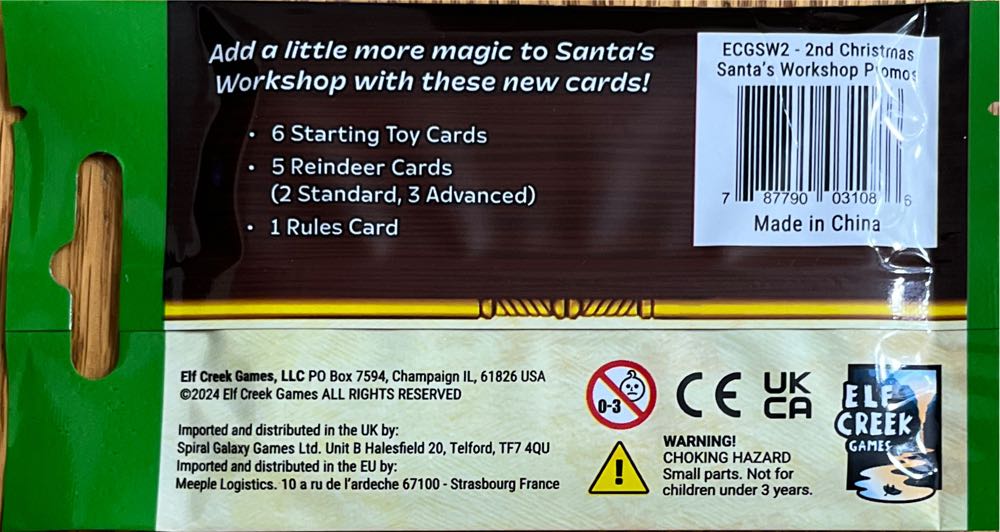 Add a little more magic to Santa's
Workshop with these new cards!
• 6 Starting Toy Cards
• 5 Reindeer Cards
(2 Standard, 3 Advanced)
• 1 Rules Card
ECGSW2 - 2nd Christmas
Santa's Workshop Promos
7 87790 03108 6
Made in China
Elf Creek Games, LLC PO Box 7594, Champaign IL, 61826 USA
©2024 Elf Creek Games ALL RIGHTS RESERVED
Imported and distributed in the UK by:
Spiral Galaxy Games Ltd. Unit B Halesfield 20, Telford, TF7 4QU
Imported and distributed in the EU by:
Meeple Logistics. 10 a ru de l'ardeche 67100 - Strasbourg France
0-3
CE
UK
CA
WARNING!
CHOKING HAZARD
Small parts. Not for
children under 3 years.
ELF
CREEK
GAMES